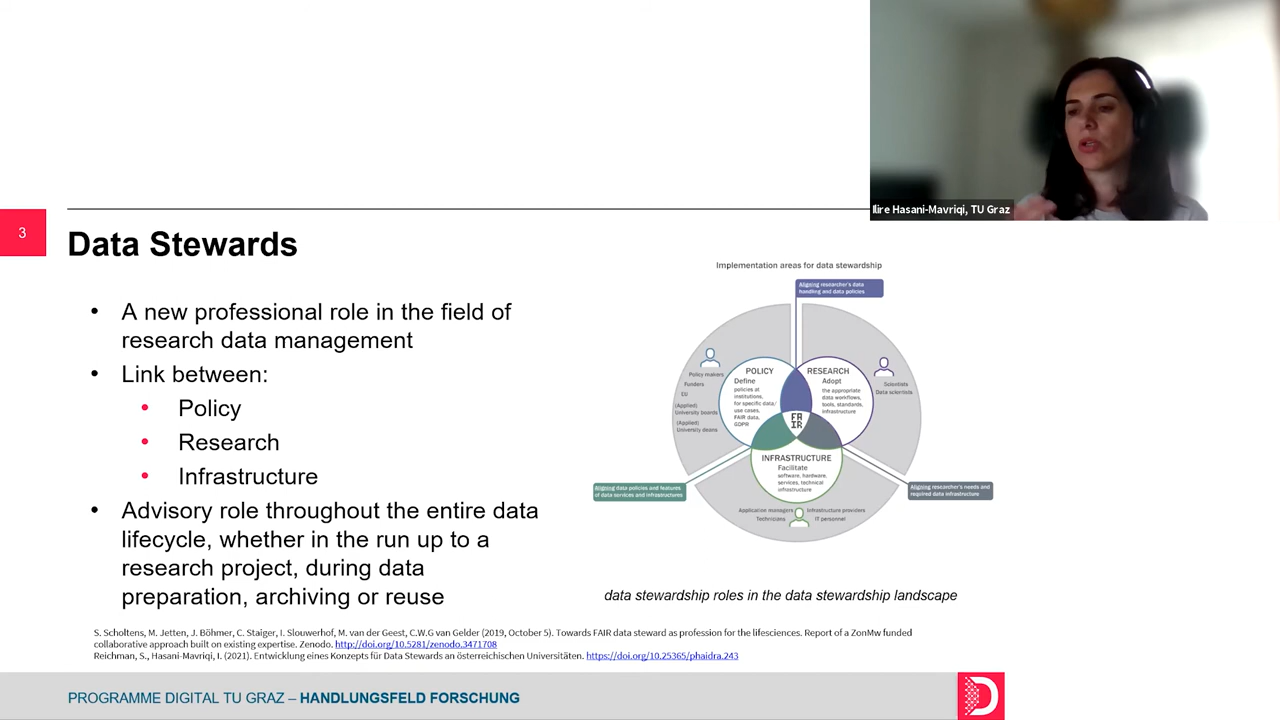 Ilire Hasani-Mavriqi, TU Graz
3
Data Stewards
• A new professional role in the field of
research data management
• Link between:
• Policy
• Research
• Infrastructure
• Advisory role throughout the entire data
lifecycle, whether in the run up to a
research project, during data
preparation, archiving or reuse
Implementation areas for data stewardship
Aligning researcher's data
handling and data policies
Policy makers
Funders
EU
(Applied)
University boards
(Applied)
University deans
POLICY
Define
policies at
institutions,
for specific data/
use cases,
FAIR data,
GDPR
RESEARCH
Adopt
the appropriate
data workflows,
tools, standards,
infrastructure
Scientists
Data scientists
FA
IR
INFRASTRUCTURE
Facilitate
software, hardware,
services, technical
infrastructure
Aligning data policies and features
of data services and infrastructures
Aligning researcher's needs and
required data infrastructure
Application managers
Technicians
Infrastructure providers
IT personnel
data stewardship roles in the data stewardship landscape
S. Scholtens, M. Jetten, J. Böhmer, C. Staiger, I. Slouwerhof, M. van der Geest, C.W.G van Gelder (2019, October 5). Towards FAIR data steward as profession for the lifesciences. Report of a ZonMw funded
collaborative approach built on existing expertise. Zenodo. http://doi.org/10.5281/zenodo.3471708
Reichman, S., Hasani-Mavriqi, I. (2021). Entwicklung eines Konzepts für Data Stewards an österreichischen Universitäten. https://doi.org/10.25365/phaidra.243
PROGRAMME DIGITAL TU GRAZ – HANDLUNGSFELD FORSCHUNG
D